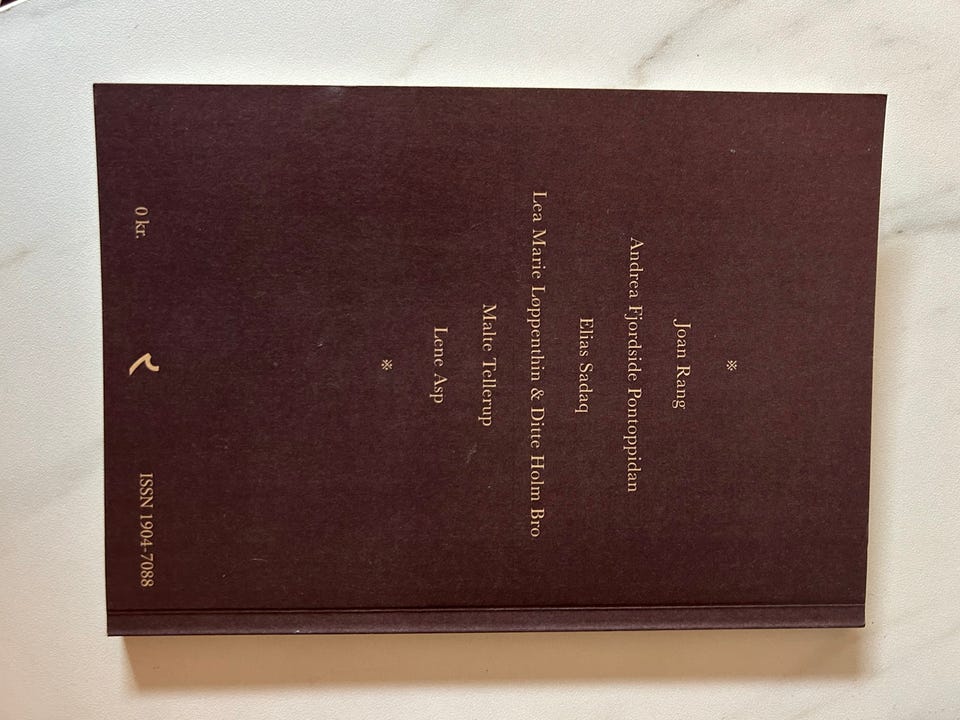 ※
Joan Rang
Andrea Fjordside Pontoppidan
Elias Sadaq
Lea Marie Løppenthin & Ditte Holm Bro
Malte Tellerup
Lene Asp
※
0 kr.
ISSN 1904-7088